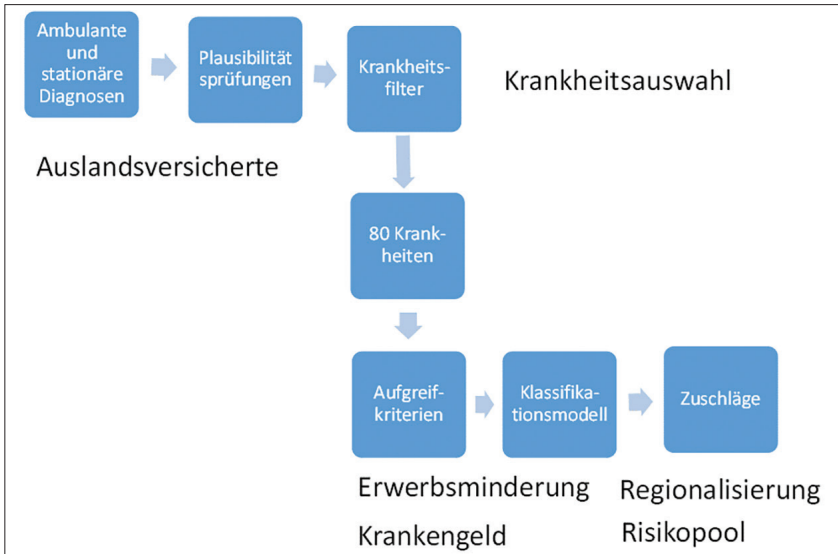 Ambulante
und
stationäre
Diagnosen
Plausibilität
sprüfungen
Krankheits-
filter
Krankheitsauswahl
Auslandsversicherte
80 Krank-
heiten
Aufgreif-
kriterien
Klassifika-
tionsmodell
Zuschläge
Erwerbsminderung
Krankengeld
Regionalisierung
Risikopool